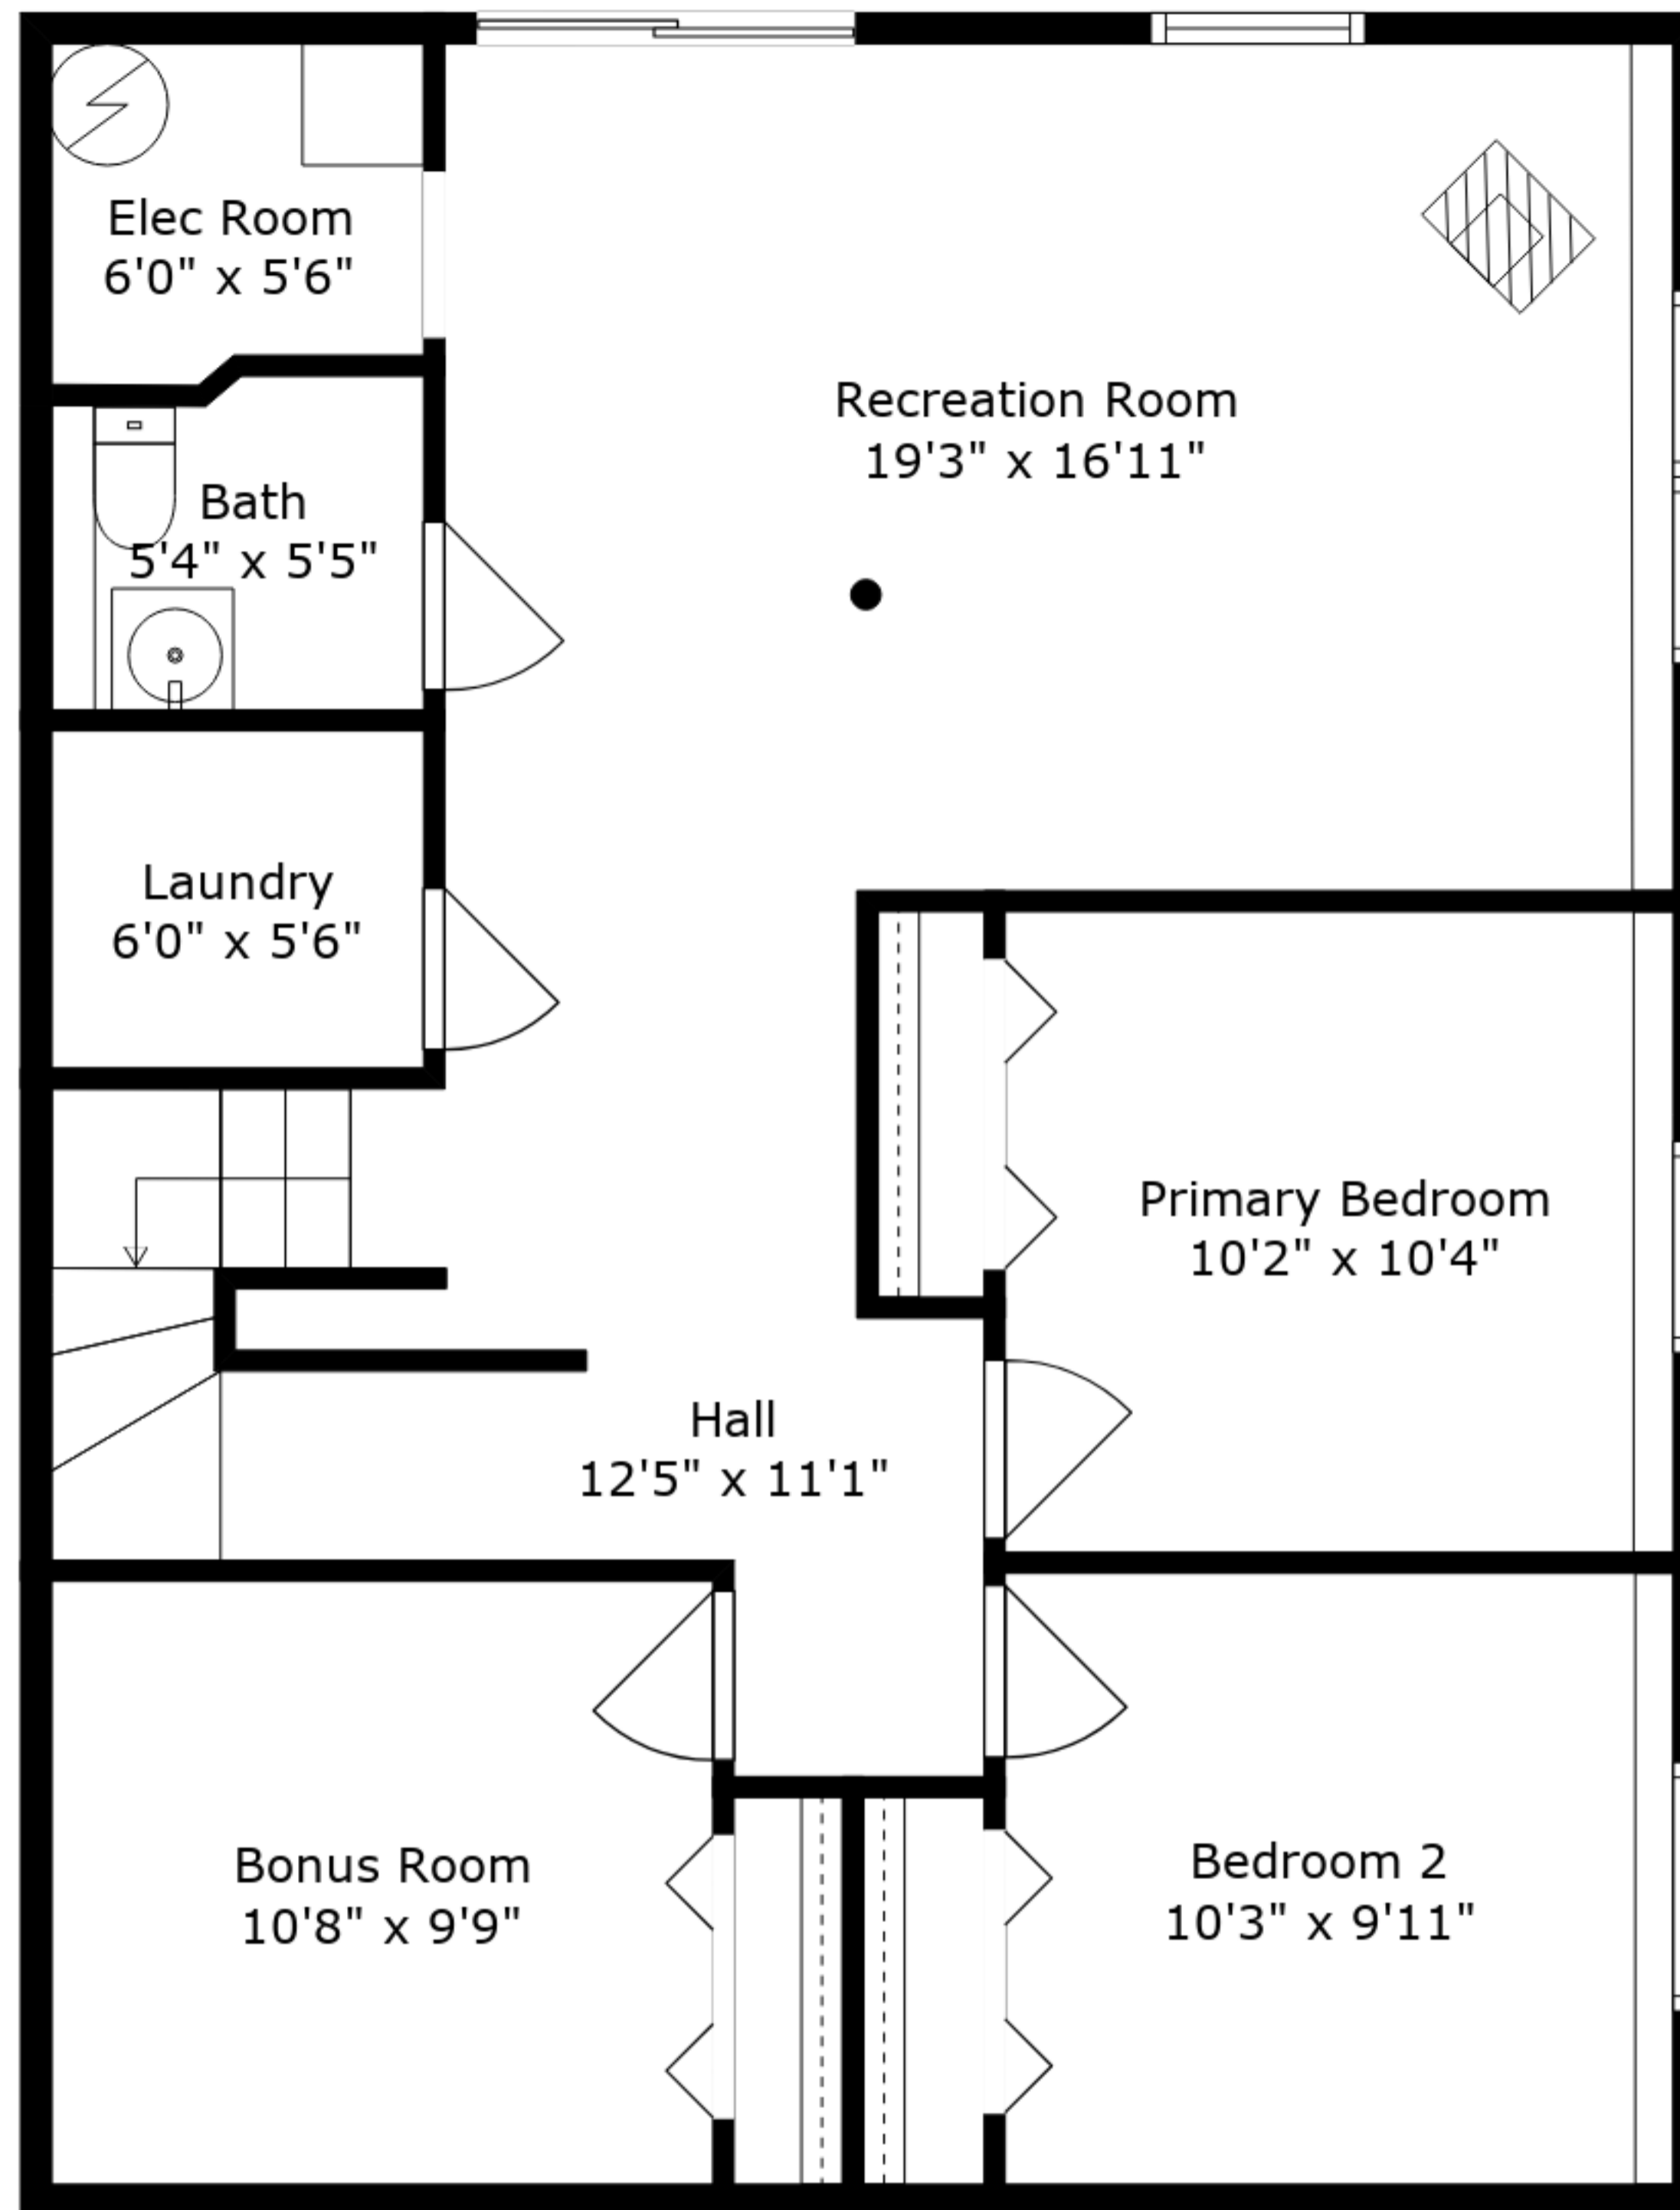 Elec Room
6'0" x 5'6"
Recreation Room
19'3" x 16'11"
Bath
5'4" x 5'5"
Laundry
6'0" x 5'6"
Primary Bedroom
10'2" x 10'4"
Hall
12'5" x 11'1"
Bonus Room
10'8" x 9'9"
Bedroom 2
10'3" x 9'11"